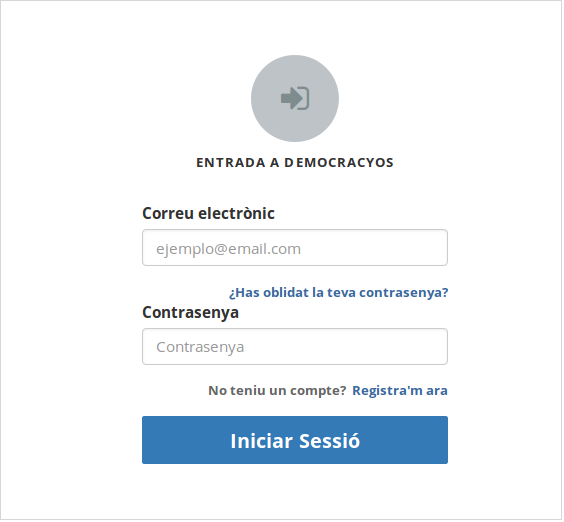 ENTRADA A DEMOCRACYOS
Correu electrònic
ejemplo@email.com
¿Has oblidat la teva contrasenya?
Contrasenya
Contrasenya
No teniu un compte? Registra'm ara
Iniciar Sessió